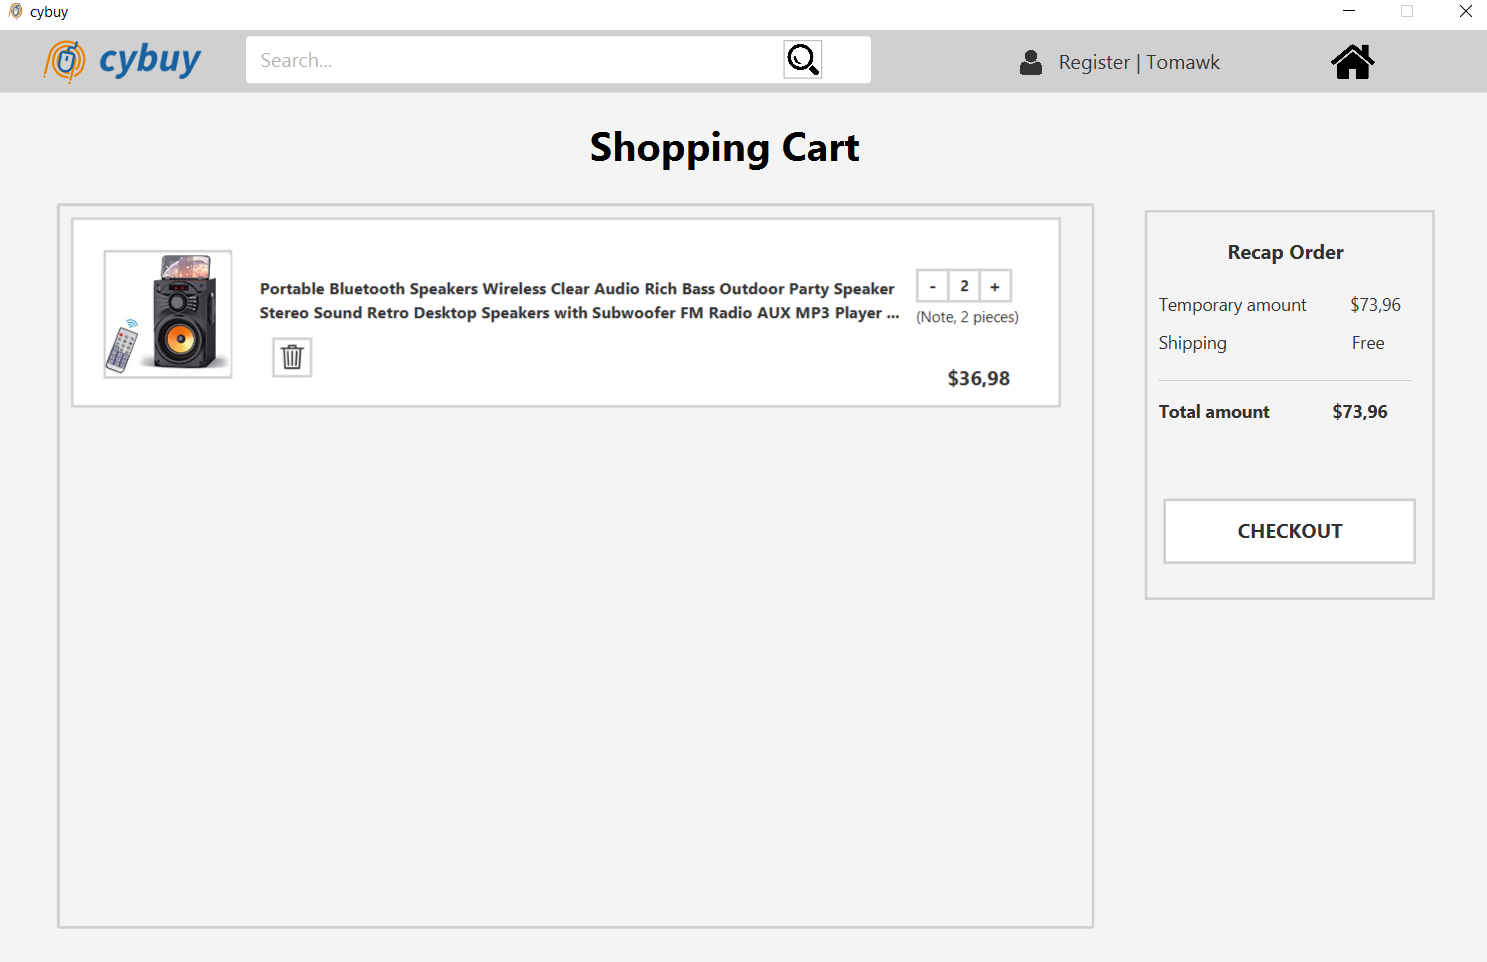 cybuy
cybuy
Search...
Register | Tomawk
Shopping Cart
Portable Bluetooth Speakers Wireless Clear Audio Rich Bass Outdoor Party Speaker
Stereo Sound Retro Desktop Speakers with Subwoofer FM Radio AUX MP3 Player ...
- 2 +
(Note, 2 pieces)
$36,98
Recap Order
Temporary amount $73,96
Shipping Free
Total amount $73,96
CHECKOUT